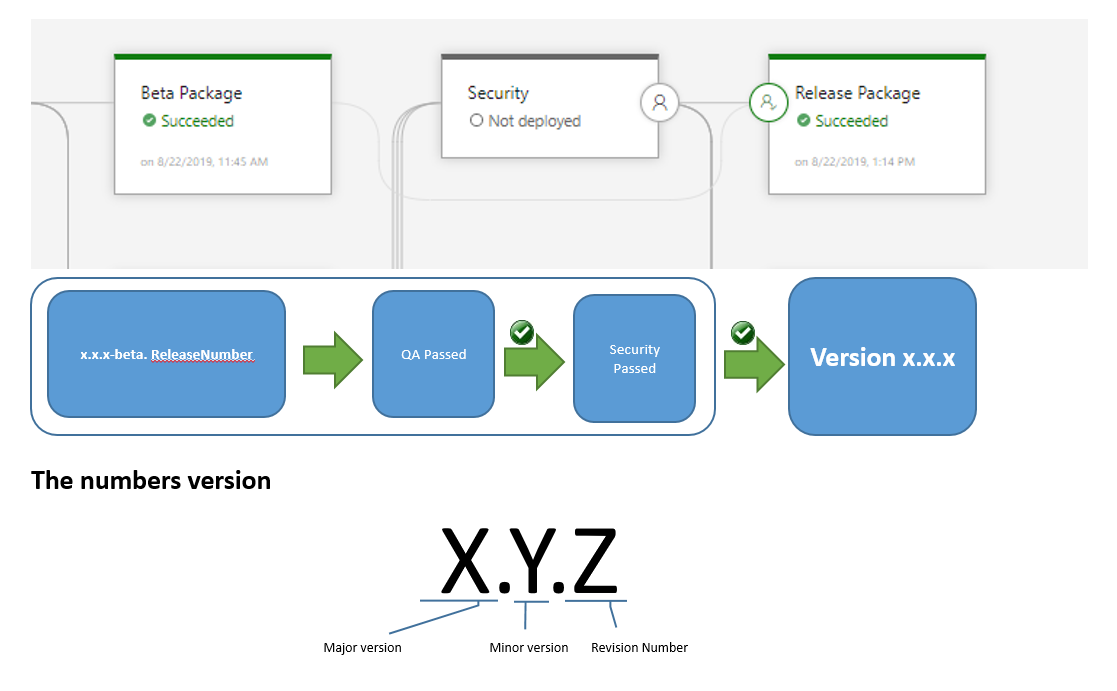 Beta Package
Succeeded
on 8/22/2019, 11:45 AM
Security
Not deployed
Release Package
Succeeded
on 8/22/2019, 1:14 PM
x.x.x-beta. ReleaseNumber
QA Passed
Security
Passed
Version x.x.x
The numbers version
X.Y.Z
Major version
Minor version
Revision Number